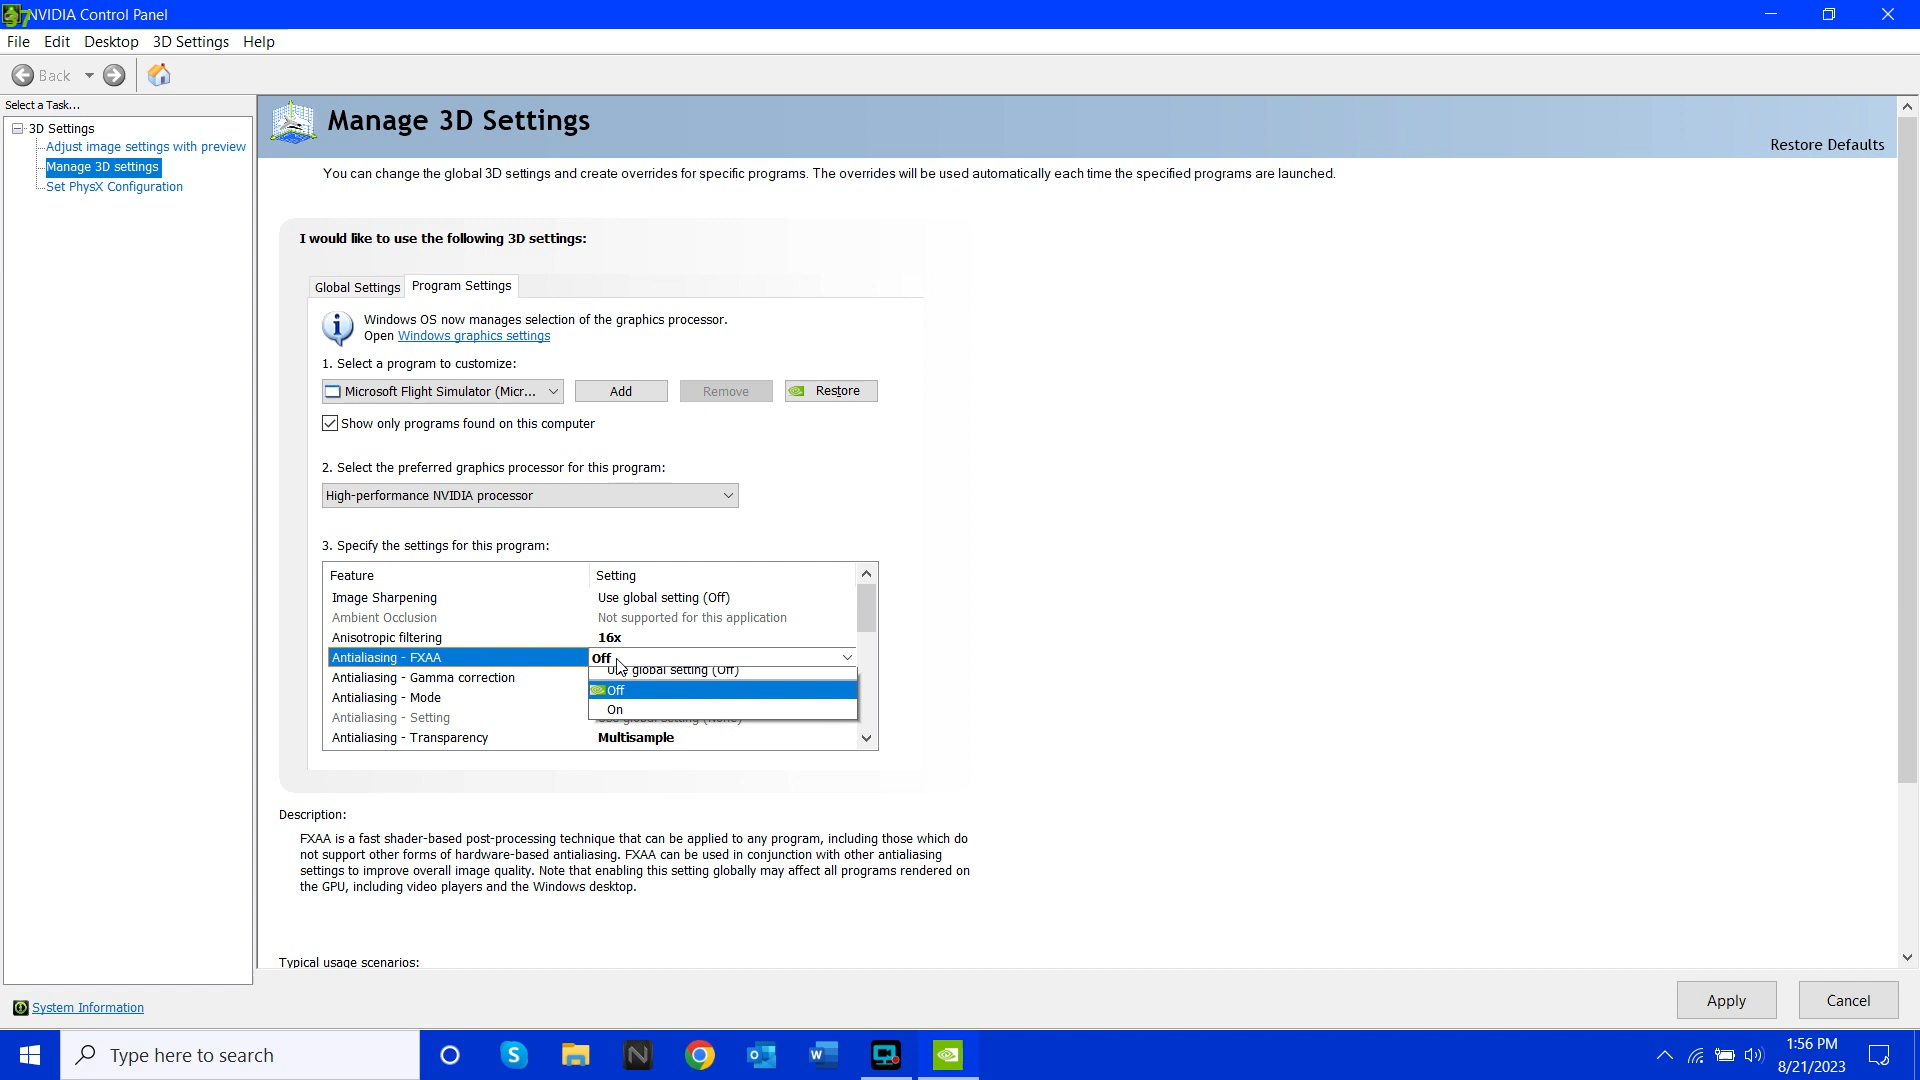 37
NVIDIA Control Panel
File Edit Desktop 3D Settings Help
Back
Select a Task...
3D Settings
Adjust image settings with preview
Manage 3D settings
Set PhysX Configuration
Manage 3D Settings
Restore Defaults
You can change the global 3D settings and create overrides for specific programs. The overrides will be used automatically each time the specified programs are launched.
I would like to use the following 3D settings:
Global Settings Program Settings
Windows OS now manages selection of the graphics processor.
Open Windows graphics settings
1. Select a program to customize:
Microsoft Flight Simulator (Micr... Add Remove Restore
Show only programs found on this computer
2. Select the preferred graphics processor for this program:
High-performance NVIDIA processor
3. Specify the settings for this program:
Feature Setting
Image Sharpening Use global setting (Off)
Ambient Occlusion Not supported for this application
Anisotropic filtering 16x
Antialiasing - FXAA Off
Use global setting (Off)
Antialiasing - Gamma correction
Off
Antialiasing - Mode
On
Antialiasing - Setting Use global setting (None)
Antialiasing - Transparency Multisample
Description:
FXAA is a fast shader-based post-processing technique that can be applied to any program, including those which do
not support other forms of hardware-based antialiasing. FXAA can be used in conjunction with other antialiasing
settings to improve overall image quality. Note that enabling this setting globally may affect all programs rendered on
the GPU, including video players and the Windows desktop.
Typical usage scenarios:
System Information
Apply Cancel
Type here to search
1:56 PM
8/21/2023